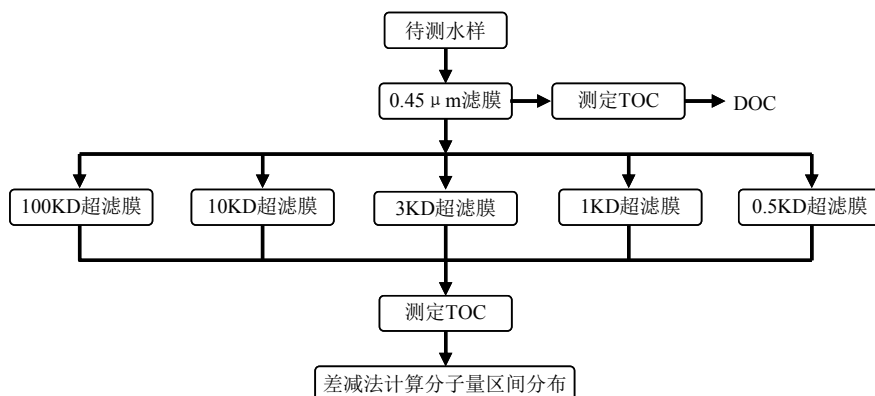 待测水样
0.45μm滤膜
测定TOC
DOC
100KD超滤膜
10KD超滤膜
3KD超滤膜
1KD超滤膜
0.5KD超滤膜
测定TOC
差减法计算分子量区间分布